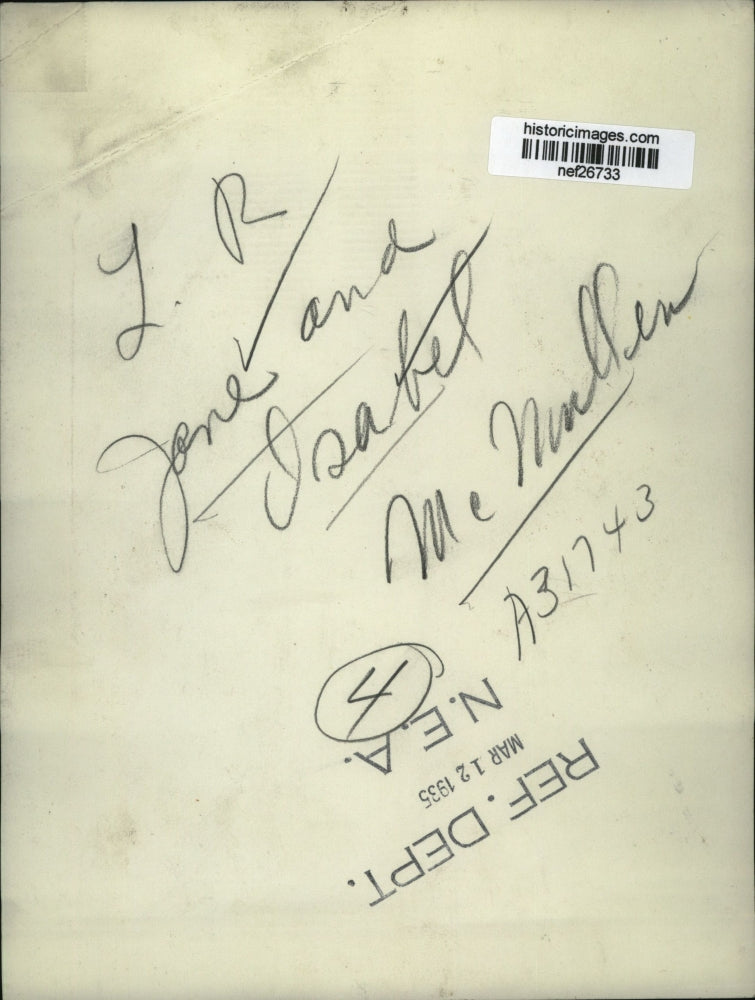 historicimages.com
nef26733
L. R
Jane and
Isabel
McMullen
A31743
4
REF. DEPT.
MAR 12 1935
N.E.A.